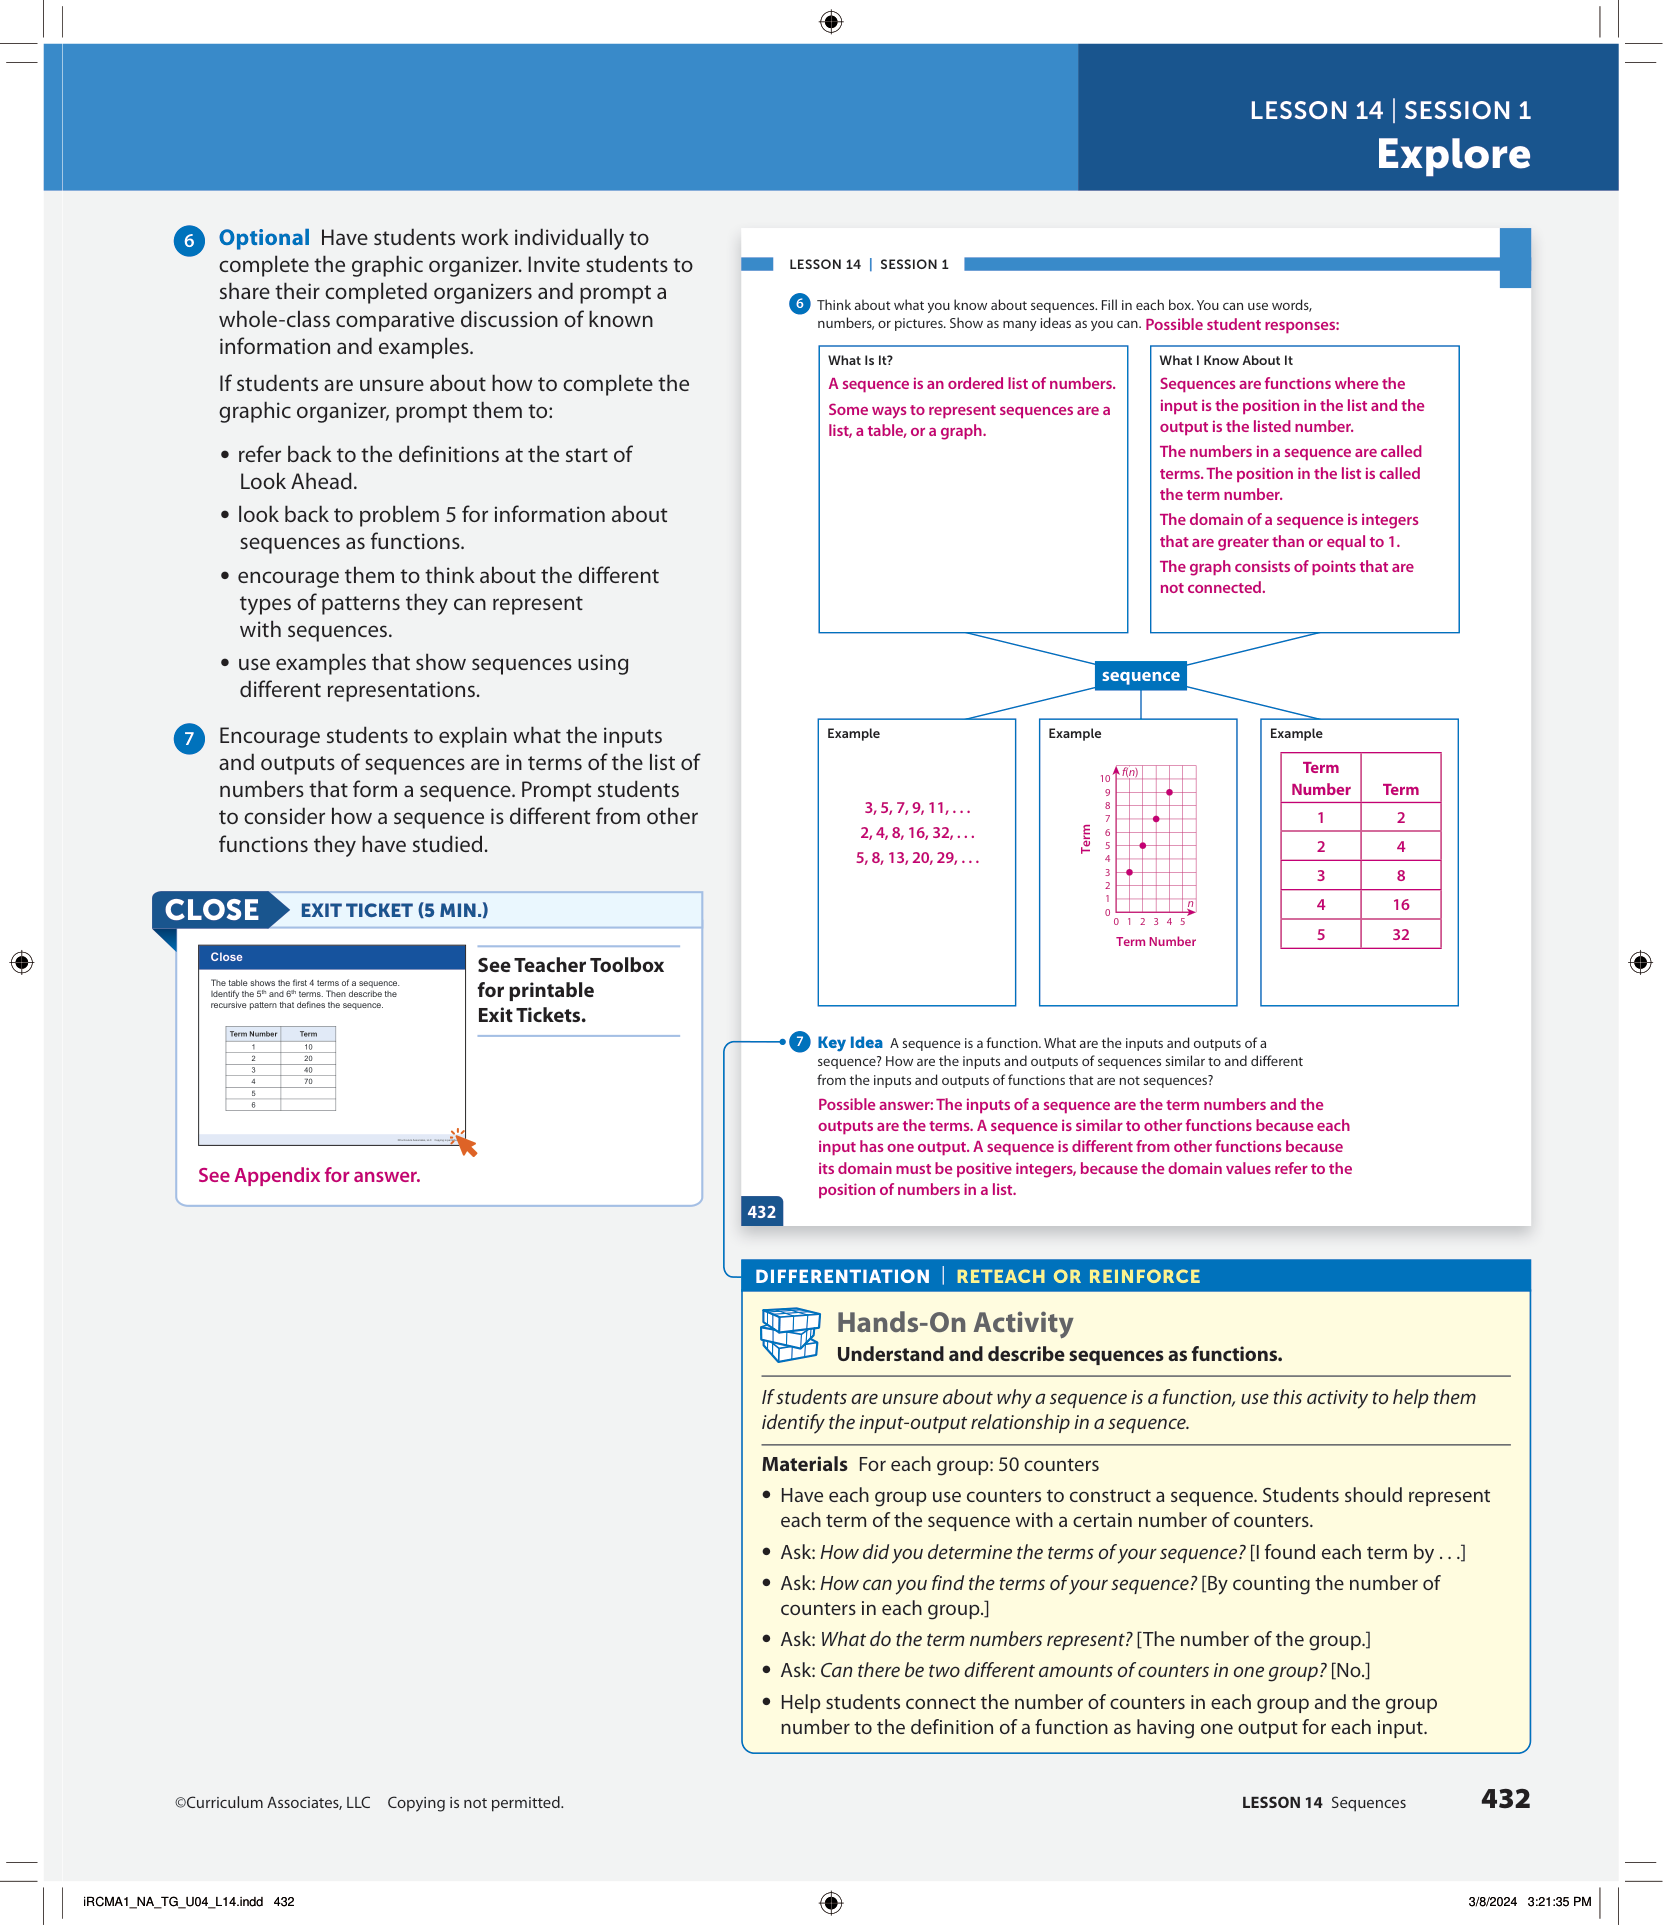 LESSON 14 | SESSION 1
Explore
6 Optional Have students work individually to
complete the graphic organizer. Invite students to
share their completed organizers and prompt a
whole-class comparative discussion of known
information and examples.
If students are unsure about how to complete the
graphic organizer, prompt them to:
• refer back to the definitions at the start of
Look Ahead.
• look back to problem 5 for information about
sequences as functions.
• encourage them to think about the different
types of patterns they can represent
with sequences.
• use examples that show sequences using
different representations.
7 Encourage students to explain what the inputs
and outputs of sequences are in terms of the list of
numbers that form a sequence. Prompt students
to consider how a sequence is different from other
functions they have studied.
CLOSE EXIT TICKET (5 MIN.)
Close
The table shows the first 4 terms of a sequence.
Identify the 5th and 6th terms. Then describe the
recursive pattern that defines the sequence.
Term Number Term
1 10
2 20
3 40
4 70
5
6
See Teacher Toolbox
for printable
Exit Tickets.
See Appendix for answer.
LESSON 14 | SESSION 1
6 Think about what you know about sequences. Fill in each box. You can use words,
numbers, or pictures. Show as many ideas as you can. Possible student responses:
What Is It?
A sequence is an ordered list of numbers.
Some ways to represent sequences are a
list, a table, or a graph.
What I Know About It
Sequences are functions where the
input is the position in the list and the
output is the listed number.
The numbers in a sequence are called
terms. The position in the list is called
the term number.
The domain of a sequence is integers
that are greater than or equal to 1.
The graph consists of points that are
not connected.
sequence
Example
3, 5, 7, 9, 11, . . .
2, 4, 8, 16, 32, . . .
5, 8, 13, 20, 29, . . .
Example
f(n)
10
9
8
7
6
5
4
3
2
1
0
Term
n
0 1 2 3 4 5
Term Number
Example
Term
Number Term
1 2
2 4
3 8
4 16
5 32
7 Key Idea A sequence is a function. What are the inputs and outputs of a
sequence? How are the inputs and outputs of sequences similar to and different
from the inputs and outputs of functions that are not sequences?
Possible answer: The inputs of a sequence are the term numbers and the
outputs are the terms. A sequence is similar to other functions because each
input has one output. A sequence is different from other functions because
its domain must be positive integers, because the domain values refer to the
position of numbers in a list.
432
DIFFERENTIATION | RETEACH OR REINFORCE
Hands-On Activity
Understand and describe sequences as functions.
If students are unsure about why a sequence is a function, use this activity to help them
identify the input-output relationship in a sequence.
Materials For each group: 50 counters
• Have each group use counters to construct a sequence. Students should represent
each term of the sequence with a certain number of counters.
• Ask: How did you determine the terms of your sequence? [I found each term by . . .]
• Ask: How can you find the terms of your sequence? [By counting the number of
counters in each group.]
• Ask: What do the term numbers represent? [The number of the group.]
• Ask: Can there be two different amounts of counters in one group? [No.]
• Help students connect the number of counters in each group and the group
number to the definition of a function as having one output for each input.
©Curriculum Associates, LLC Copying is not permitted.
LESSON 14 Sequences 432
iRCMA1_NA_TG_U04_L14.indd 432
3/8/2024 3:21:35 PM